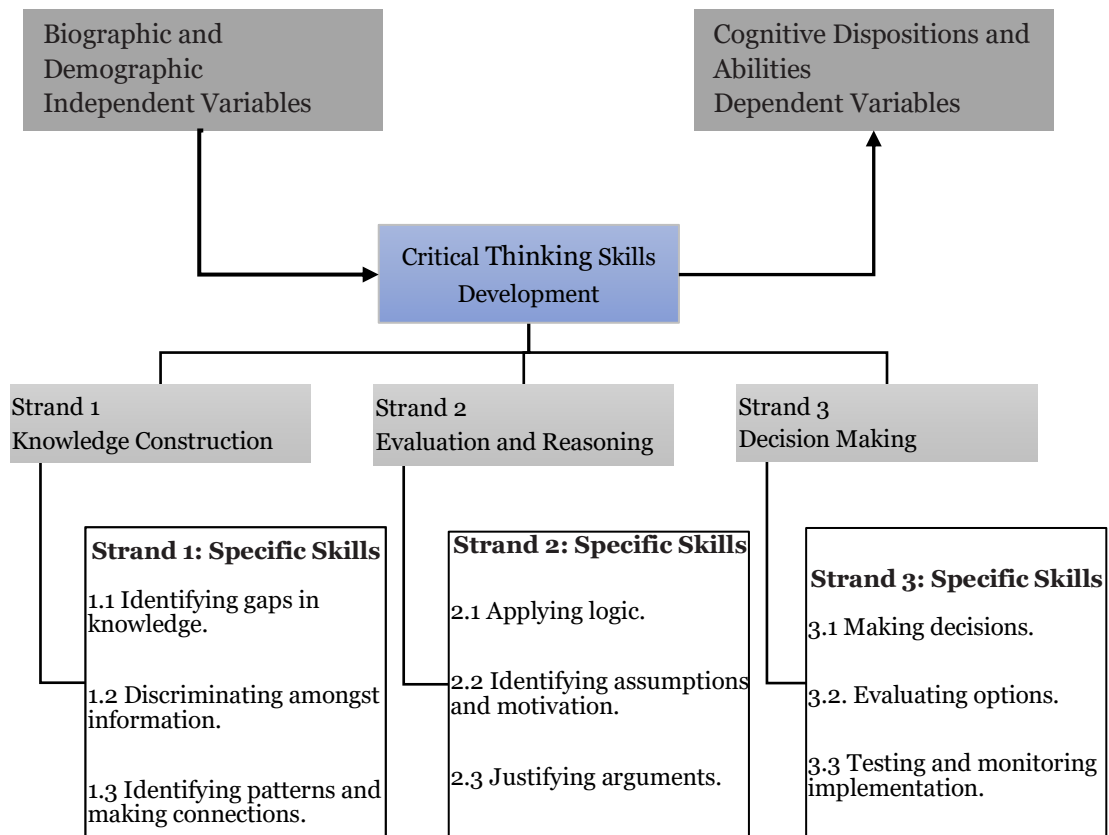 Biographic and
Demographic
Independent Variables
Cognitive Dispositions and
Abilities
Dependent Variables
Critical Thinking Skills
Development
Strand 1
Knowledge Construction
Strand 2
Evaluation and Reasoning
Strand 3
Decision Making
Strand 1: Specific Skills
1.1 Identifying gaps in
knowledge.
1.2 Discriminating amongst
information.
1.3 Identifying patterns and
making connections.
Strand 2: Specific Skills
2.1 Applying logic.
2.2 Identifying assumptions
and motivation.
2.3 Justifying arguments.
Strand 3: Specific Skills
3.1 Making decisions.
3.2. Evaluating options.
3.3 Testing and monitoring
implementation.